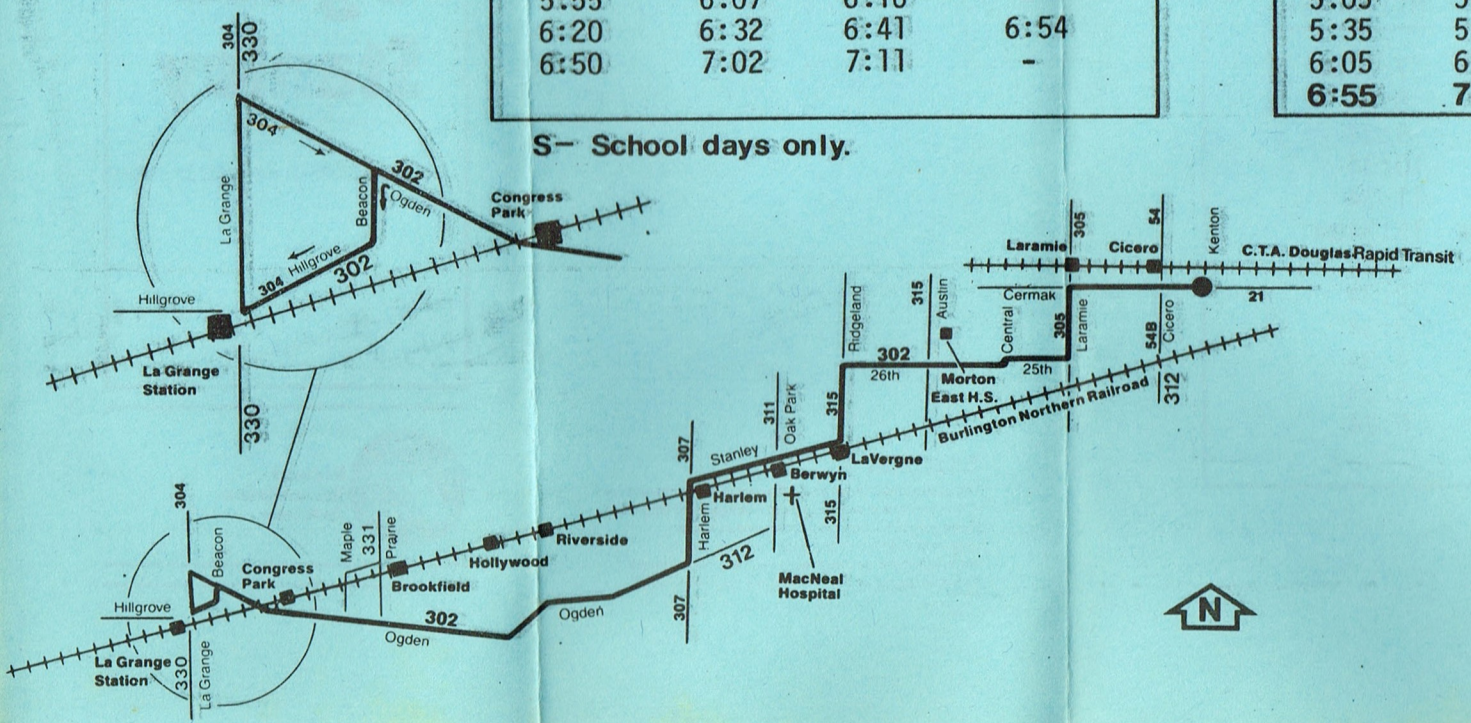 6:20 6:32 6:41 6:54
6:50 7:02 7:11 -
5:35
6:05
6:55
S- School days only.
304
330
304
302
La Grange
Beacon
Ogden
304 Hillgrove
302
Congress
Park
Hillgrove
La Grange
Station
330
305
54
Kenton
Laramie
Cicero
C.T.A. Douglas Rapid Transit
Cermak
21
Ridgeland
315
Austin
Central
305
Laramie
54B
Cicero
302
26th
25th
312
Morton
East H.S.
Burlington Northern Railroad
311
Oak Park
315
307
Stanley
LaVergne
Berwyn
Harlem
Harlem
315
312
MacNeal
Hospital
307
Riverside
Hollywood
Maple
331
Prairie
Brookfield
302
Ogden
Ogden
304
Beacon
Congress
Park
Hillgrove
La Grange
Station
330
La Grange
N